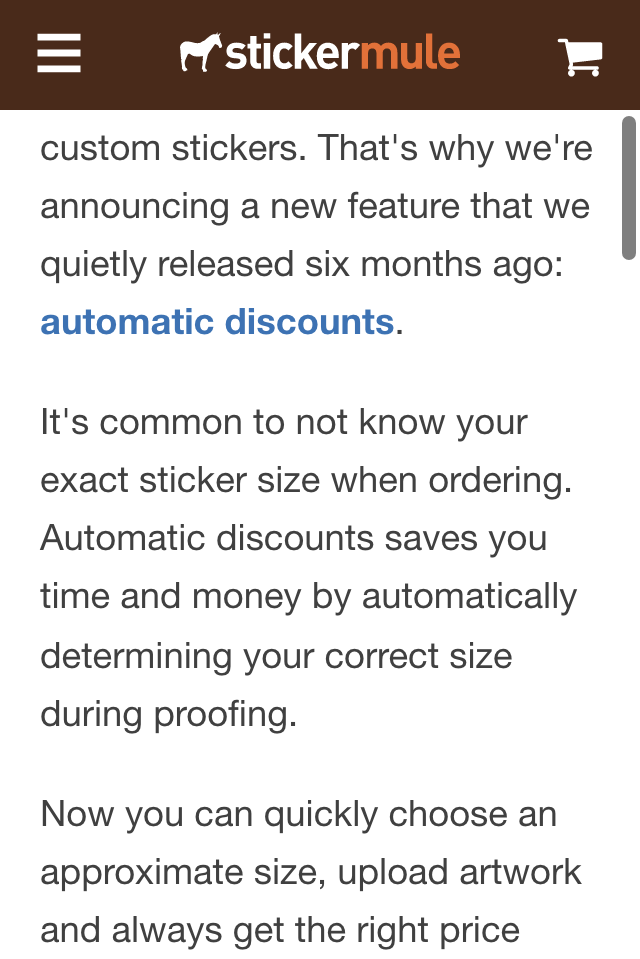 stickermule
custom stickers. That's why we're
announcing a new feature that we
quietly released six months ago:
automatic discounts.
It's common to not know your
exact sticker size when ordering.
Automatic discounts saves you
time and money by automatically
determining your correct size
during proofing.
Now you can quickly choose an
approximate size, upload artwork
and always get the right price